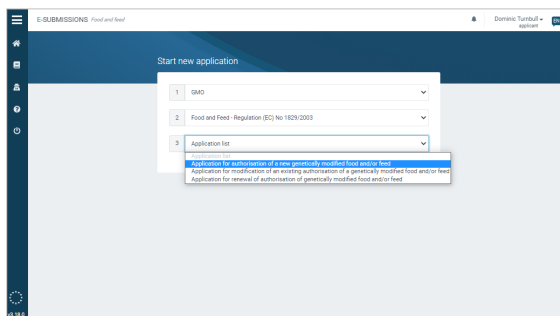 E-SUBMISSIONS Food and feed
Dominic Turnbull
applicant
EN
Start new application
1 GMO
2 Food and Feed - Regulation (EC) No 1829/2003
3 Application list
Application list
Application for authorisation of a new genetically modified food and/or feed
Application for modification of an existing authorisation of a genetically modified food and/or feed
Application for renewal of authorisation of genetically modified food and/or feed
v3.18.0